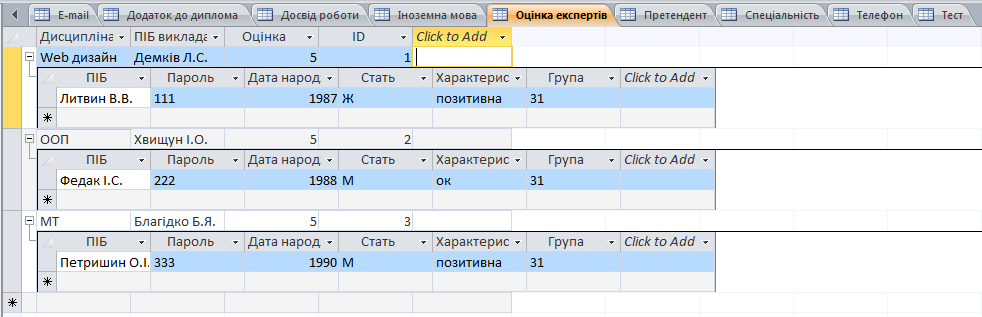 E-mail Додаток до диплома Досвід роботи Іноземна мова Оцінка експертів Претендент Спеціальність Телефон Тест
Дисципліна ПІБ виклада Оцінка ID Click to Add
Web дизайн Демків Л.С. 5 1
ПІБ Пароль Дата народ Стать Характерис Група Click to Add
Литвин В.В. 111 1987 Ж позитивна 31
ООП Хвищун І.О. 5 2
ПІБ Пароль Дата народ Стать Характерис Група Click to Add
Федак І.С. 222 1988 М ок 31
МТ Благідко Б.Я. 5 3
ПІБ Пароль Дата народ Стать Характерис Група Click to Add
Петришин О.І. 333 1990 М позитивна 31